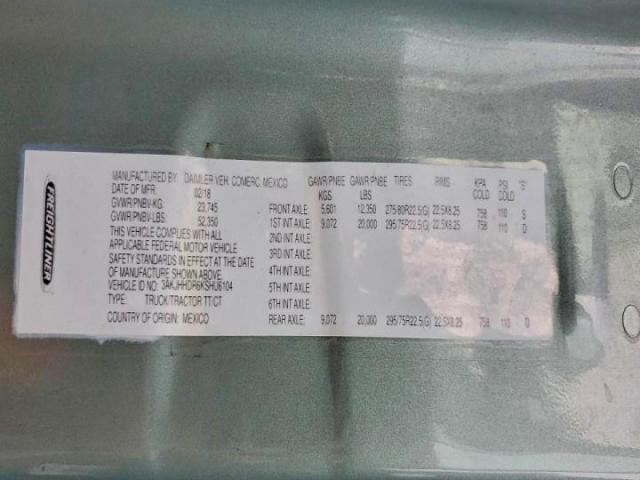 FREIGHTLINER
MANUFACTURED BY: DAIMLER VEH. COMERC. MEXICO
DATE OF MFR: 02/18
GVWR/PNBV-KG: 23,745
GVWR/PNBV-LBS: 52,350
THIS VEHICLE COMPLIES WITH ALL
APPLICABLE FEDERAL MOTOR VEHICLE
SAFETY STANDARDS IN EFFECT AT THE DATE
OF MANUFACTURE SHOWN ABOVE.
VEHICLE ID NO: 3AKJHHDR6KSHU6104
TYPE: TRUCK/TRACTOR TT/CT
COUNTRY OF ORIGIN: MEXICO
GAWR/PNBE GAWR/PNBE TIRES RIMS KPA PSI "S"
KGS LBS COLD COLD
FRONT AXLE: 5,601 12,350 275/80R22.5(G) 22.5X8.25 758 110 S
1ST INT AXLE: 9,072 20,000 295/75R22.5(G) 22.5X8.25 758 110 D
2ND INT AXLE:
3RD INT AXLE:
4TH INT AXLE:
5TH INT AXLE:
6TH INT AXLE:
REAR AXLE: 9,072 20,000 295/75R22.5(G) 22.5X8.25 758 110 D